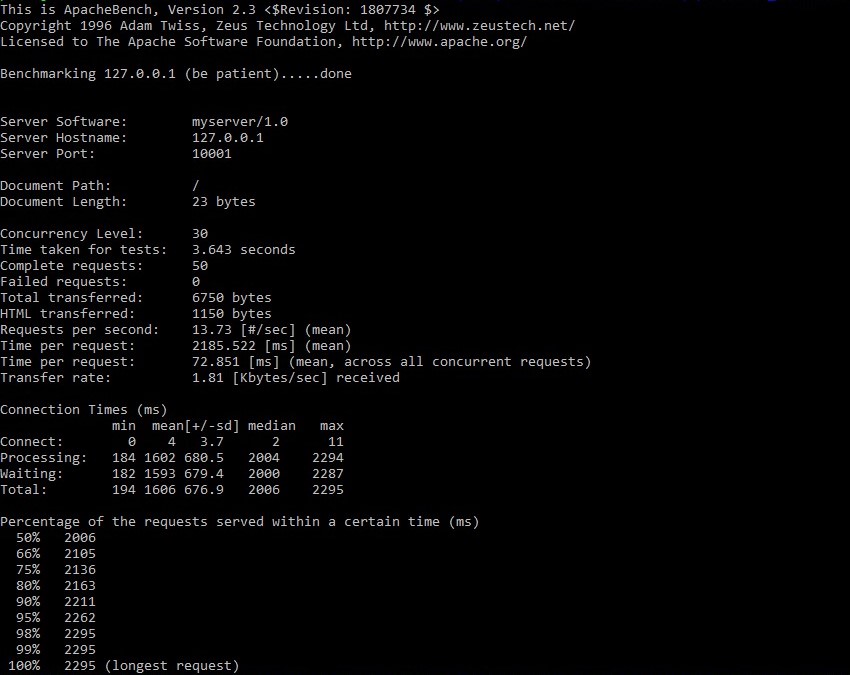 This is ApacheBench, Version 2.3 <$Revision: 1807734 $>
Copyright 1996 Adam Twiss, Zeus Technology Ltd, http://www.zeustech.net/
Licensed to The Apache Software Foundation, http://www.apache.org/

Benchmarking 127.0.0.1 (be patient).....done


Server Software:        myserver/1.0
Server Hostname:        127.0.0.1
Server Port:            10001

Document Path:          /
Document Length:        23 bytes

Concurrency Level:      30
Time taken for tests:   3.643 seconds
Complete requests:      50
Failed requests:        0
Total transferred:      6750 bytes
HTML transferred:       1150 bytes
Requests per second:    13.73 [#/sec] (mean)
Time per request:       2185.522 [ms] (mean)
Time per request:       72.851 [ms] (mean, across all concurrent requests)
Transfer rate:          1.81 [Kbytes/sec] received

Connection Times (ms)
              min  mean[+/-sd] median   max
Connect:        0    4   3.7      2      11
Processing:   184 1602 680.5   2004    2294
Waiting:      182 1593 679.4   2000    2287
Total:        194 1606 676.9   2006    2295

Percentage of the requests served within a certain time (ms)
  50%   2006
  66%   2105
  75%   2136
  80%   2163
  90%   2211
  95%   2262
  98%   2295
  99%   2295
 100%   2295 (longest request)